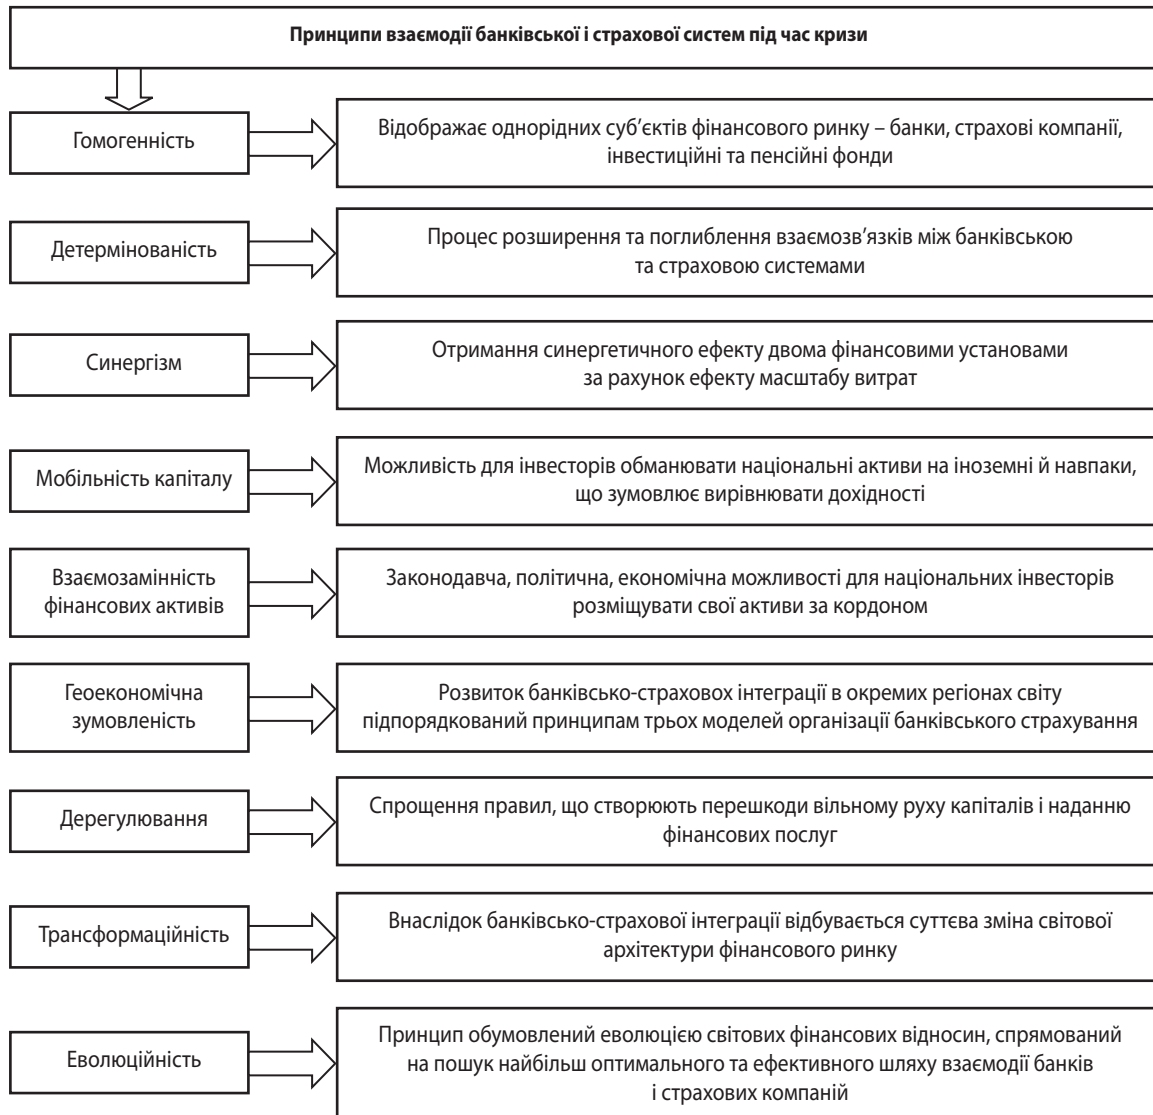 Принципи взаємодії банківської і страхової систем під час кризи
Гомогенність
Відображає однорідних суб’єктів фінансового ринку – банки, страхові компанії,
інвестиційні та пенсійні фонди
Детермінованість
Процес розширення та поглиблення взаємозв’язків між банківською
та страховою системами
Синергізм
Отримання синергетичного ефекту двома фінансовими установами
за рахунок ефекту масштабу витрат
Мобільність капіталу
Можливість для інвесторів обманювати національні активи на іноземні й навпаки,
що зумовлює вирівнювати дохідності
Взаємозамінність
фінансових активів
Законодавча, політична, економічна можливості для національних інвесторів
розміщувати свої активи за кордоном
Геоекономічна
зумовленість
Розвиток банківсько-страховох інтеграції в окремих регіонах світу
підпорядкований принципам трьох моделей організації банківського страхування
Дерегулювання
Спрощення правил, що створюють перешкоди вільному руху капіталів і наданню
фінансових послуг
Трансформаційність
Внаслідок банківсько-страхової інтеграції відбувається суттєва зміна світової
архітектури фінансового ринку
Еволюційність
Принцип обумовлений еволюцією світових фінансових відносин, спрямований
на пошук найбільш оптимального та ефективного шляху взаємодії банків
і страхових компаній